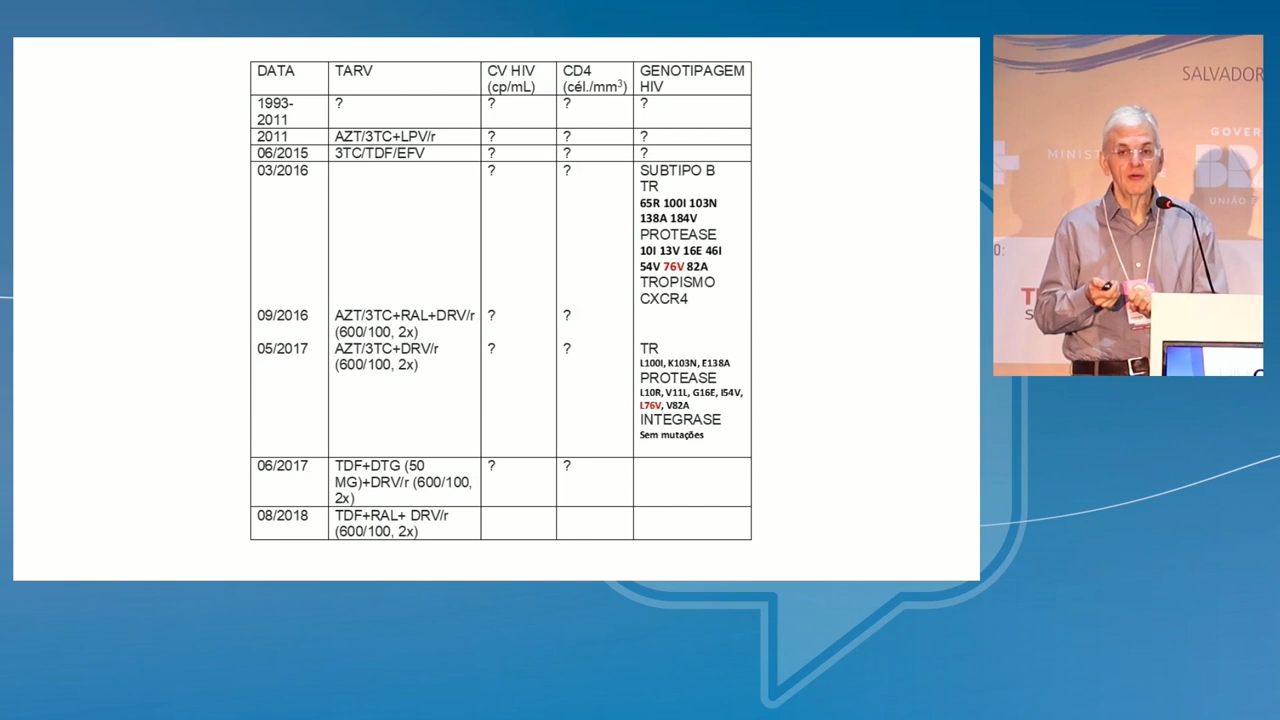 DATA TARV CV HIV (cp/mL) CD4 (cél./mm³) GENOTIPAGEM HIV
1993-2011 ? ? ? ?
2011 AZT/3TC+LPV/r ? ? ?
06/2015 3TC/TDF/EFV ? ? ?
03/2016 ? ? SUBTIPO B
TR
65R 100I 103N
138A 184V
PROTEASE
10I 13V 16E 46I
54V 76V 82A
TROPISMO
CXCR4
09/2016 AZT/3TC+RAL+DRV/r ? ?
(600/100, 2x)
05/2017 AZT/3TC+DRV/r ? ? TR
(600/100, 2x) L100I, K103N, E138A
PROTEASE
L10R, V11L, G16E, I54V,
L76V, V82A
INTEGRASE
Sem mutações
06/2017 TDF+DTG (50 ? ?
MG)+DRV/r (600/100,
2x)
08/2018 TDF+RAL+ DRV/r
(600/100, 2x)
SALVADOR
GOVER
MINIST
BRA
UNIÃO E
O: